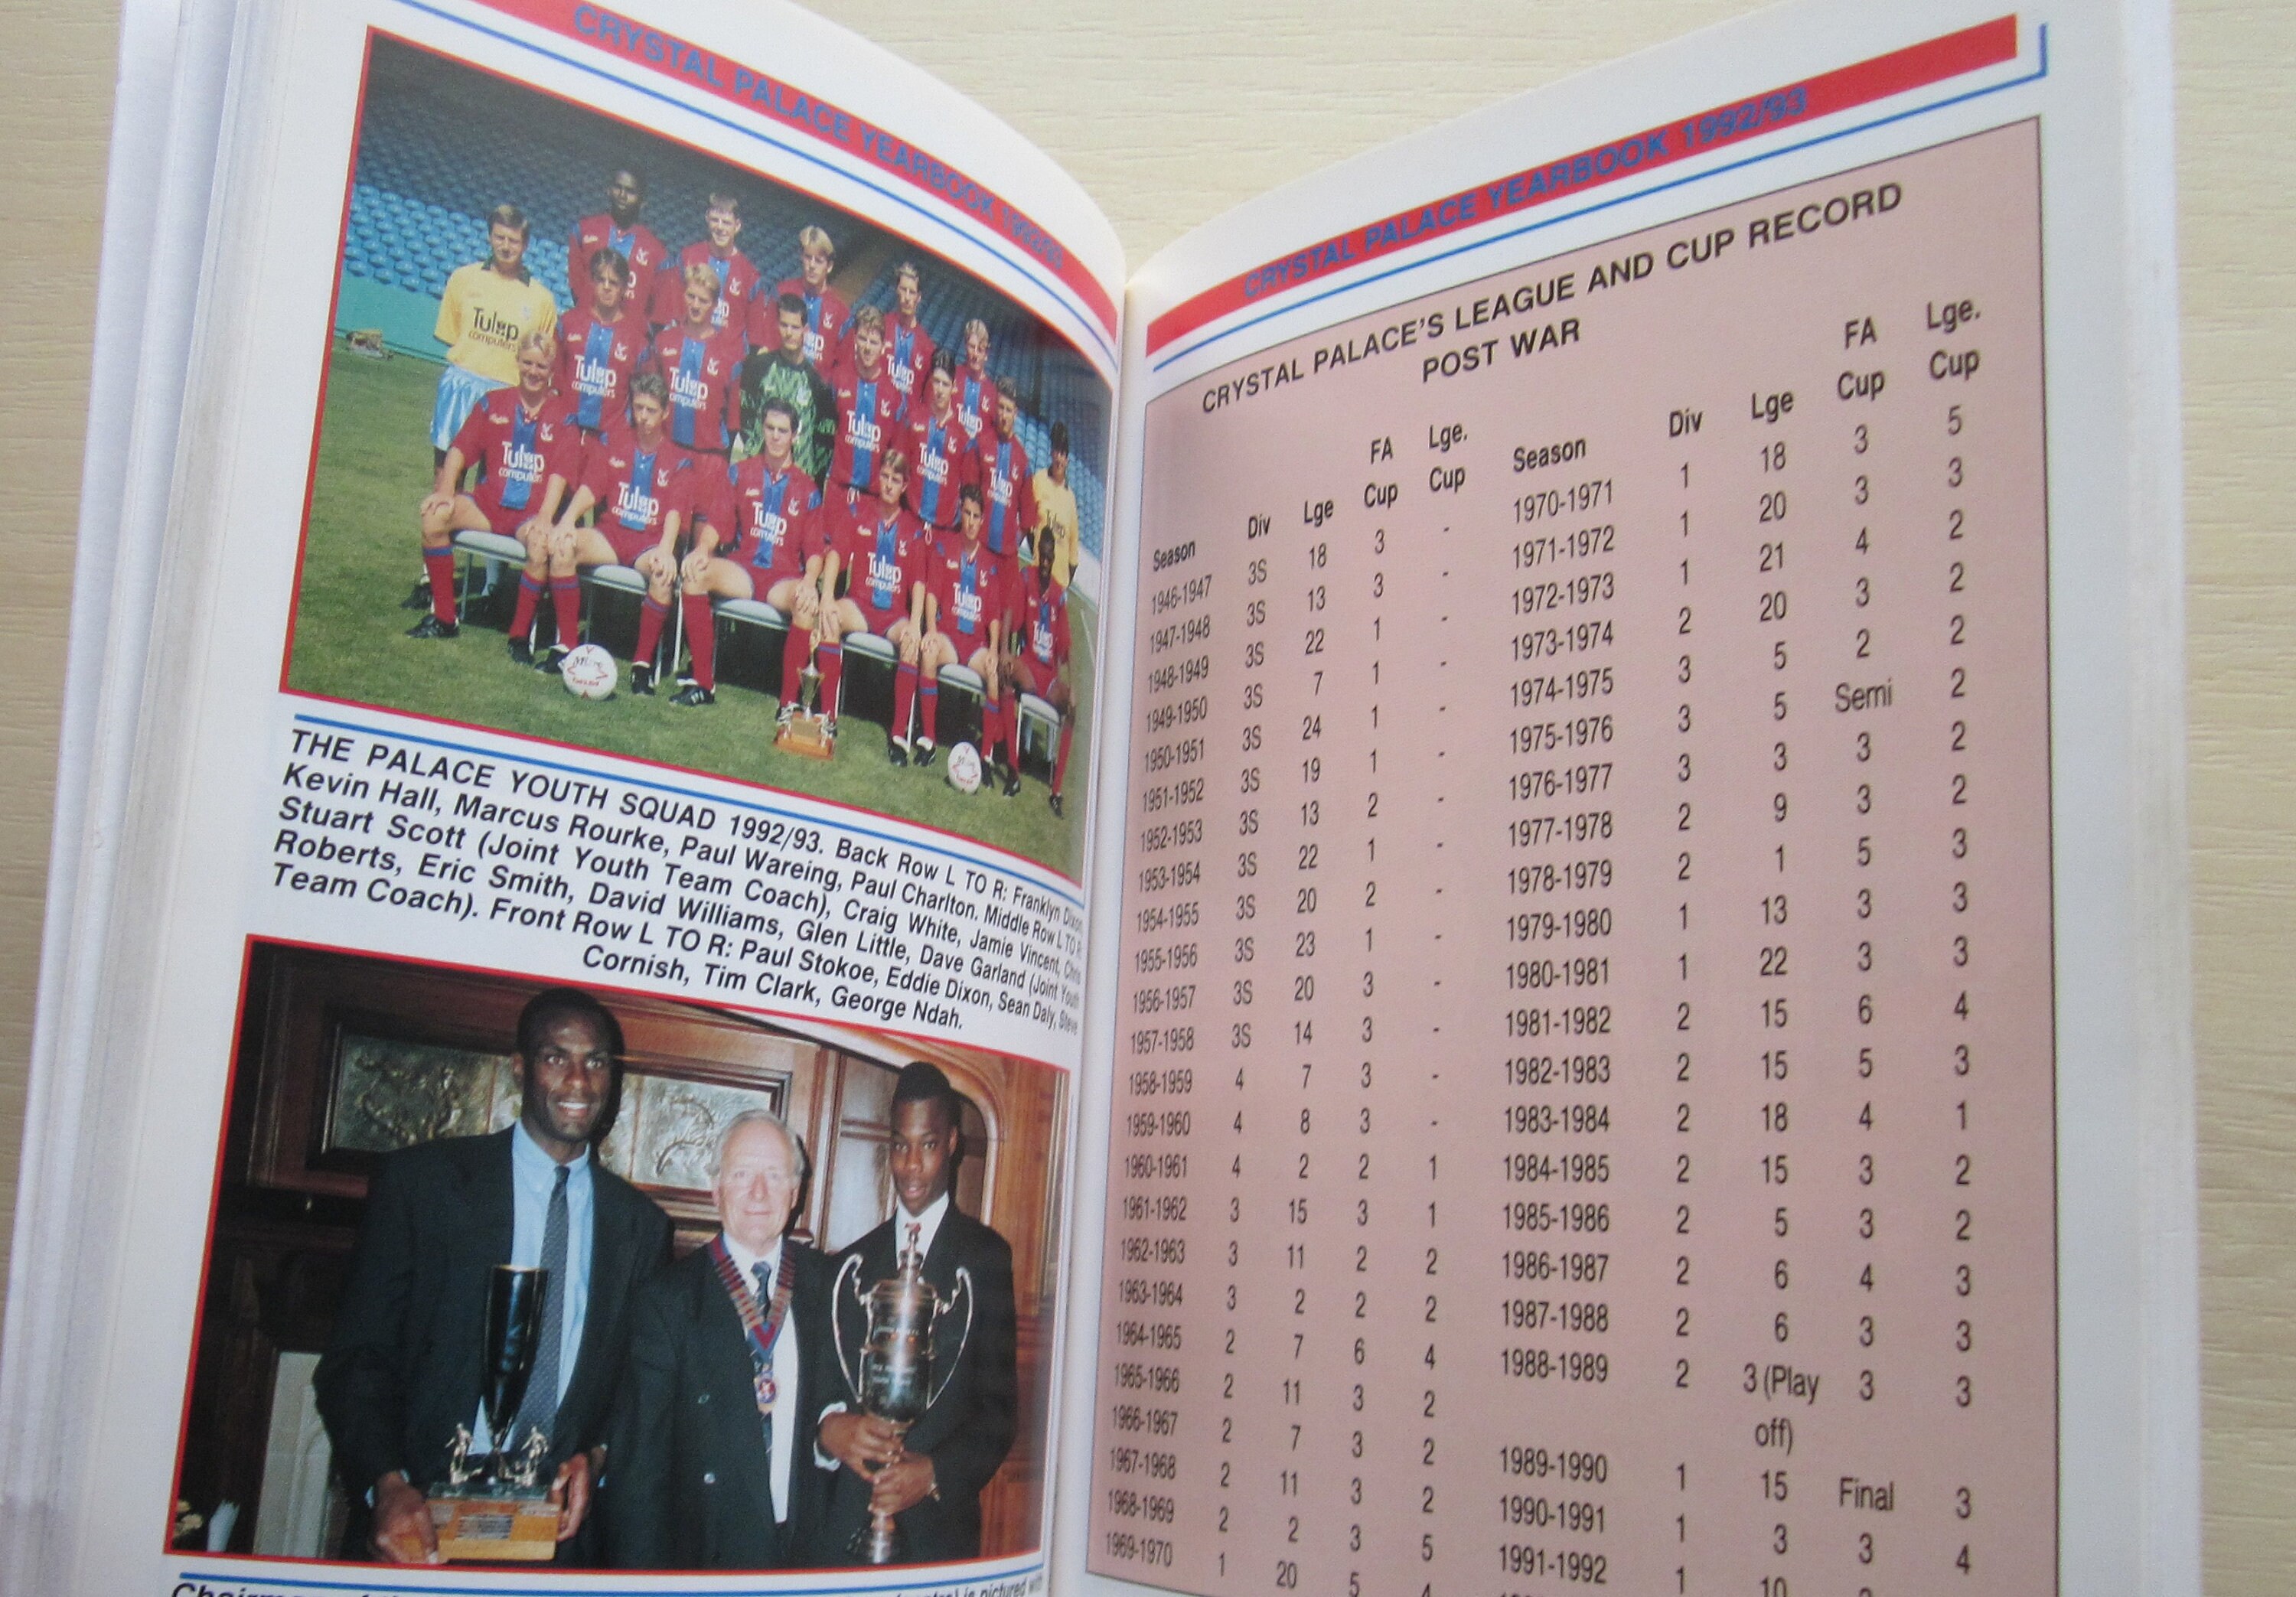 CRYSTAL PALACE YEARBOOK 1992/93
Tulip computers
THE PALACE YOUTH SQUAD 1992/93. Back Row L TO R: Franklyn Dixon,
Kevin Hall, Marcus Rourke, Paul Wareing, Paul Charlton. Middle Row L TO R:
Stuart Scott (Joint Youth Team Coach), Craig White, Jamie Vincent, Chris
Roberts, Eric Smith, David Williams, Glen Little, Dave Garland (Joint Youth
Team Coach). Front Row L TO R: Paul Stokoe, Eddie Dixon, Sean Daly, Steve
Cornish, Tim Clark, George Ndah.
is pictured with
CRYSTAL PALACE YEARBOOK 1992/93
CRYSTAL PALACE'S LEAGUE AND CUP RECORD
POST WAR
FA Lge.
Season Div Lge Cup Cup
1946-1947 3S 18 3 -
1947-1948 3S 13 3 -
1948-1949 3S 22 1 -
1949-1950 3S 7 1 -
1950-1951 3S 24 1 -
1951-1952 3S 19 1 -
1952-1953 3S 13 2 -
1953-1954 3S 22 1 -
1954-1955 3S 20 2 -
1955-1956 3S 23 1 -
1956-1957 3S 20 3 -
1957-1958 3S 14 3 -
1958-1959 4 7 3 -
1959-1960 4 8 3 -
1960-1961 4 2 2 1
1961-1962 3 15 3 1
1962-1963 3 11 2 2
1963-1964 3 2 2 2
1964-1965 2 7 6 4
1965-1966 2 11 3 2
1966-1967 2 7 3 2
1967-1968 2 11 3 2
1968-1969 2 2 3 5
1969-1970 1 20 5 4
FA Lge.
Season Div Lge Cup Cup
1970-1971 1 18 3 5
1971-1972 1 20 3 3
1972-1973 1 21 4 2
1973-1974 2 20 3 2
1974-1975 3 5 2 2
1975-1976 3 5 Semi 2
1976-1977 3 3 3 2
1977-1978 2 9 3 2
1978-1979 2 1 5 3
1979-1980 1 13 3 3
1980-1981 1 22 3 3
1981-1982 2 15 6 4
1982-1983 2 15 5 3
1983-1984 2 18 4 1
1984-1985 2 15 3 2
1985-1986 2 5 3 2
1986-1987 2 6 4 3
1987-1988 2 6 3 3
1988-1989 2 3 (Play 3 3
off)
1989-1990 1 15 Final 3
1990-1991 1 3 3 4
1991-1992 1 10